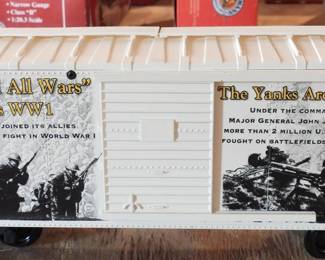 • Narrow Gauge
• Class "B"
• 1:20.3 Scale
All Wars"
WW1
JOINED ITS ALLIES
FIGHT IN WORLD WAR I
The Yanks Are
UNDER THE COMMA
MAJOR GENERAL JOHN
MORE THAN 2 MILLION U.S
FOUGHT ON BATTLEFIELDS